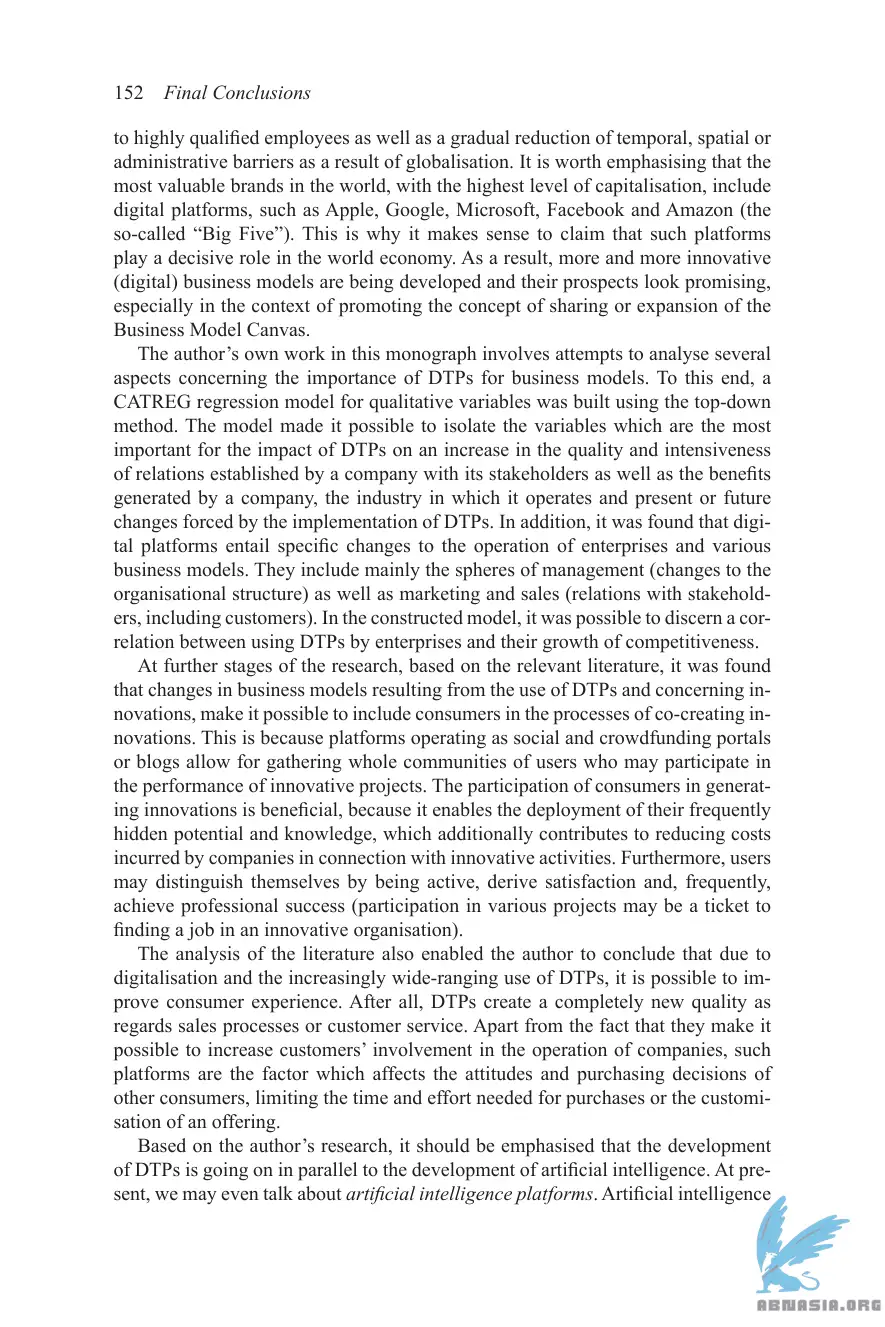 152 Final Conclusions
to highly qualified employees as well as a gradual reduction of temporal, spatial or
administrative barriers as a result of globalisation. It is worth emphasising that the
most valuable brands in the world, with the highest level of capitalisation, include
digital platforms, such as Apple, Google, Microsoft, Facebook and Amazon (the
so-called “Big Five”). This is why it makes sense to claim that such platforms
play a decisive role in the world economy. As a result, more and more innovative
(digital) business models are being developed and their prospects look promising,
especially in the context of promoting the concept of sharing or expansion of the
Business Model Canvas.
The author’s own work in this monograph involves attempts to analyse several
aspects concerning the importance of DTPs for business models. To this end, a
CATREG regression model for qualitative variables was built using the top-down
method. The model made it possible to isolate the variables which are the most
important for the impact of DTPs on an increase in the quality and intensiveness
of relations established by a company with its stakeholders as well as the benefits
generated by a company, the industry in which it operates and present or future
changes forced by the implementation of DTPs. In addition, it was found that digi-
tal platforms entail specific changes to the operation of enterprises and various
business models. They include mainly the spheres of management (changes to the
organisational structure) as well as marketing and sales (relations with stakehold-
ers, including customers). In the constructed model, it was possible to discern a cor-
relation between using DTPs by enterprises and their growth of competitiveness.
At further stages of the research, based on the relevant literature, it was found
that changes in business models resulting from the use of DTPs and concerning in-
novations, make it possible to include consumers in the processes of co-creating in-
novations. This is because platforms operating as social and crowdfunding portals
or blogs allow for gathering whole communities of users who may participate in
the performance of innovative projects. The participation of consumers in generat-
ing innovations is beneficial, because it enables the deployment of their frequently
hidden potential and knowledge, which additionally contributes to reducing costs
incurred by companies in connection with innovative activities. Furthermore, users
may distinguish themselves by being active, derive satisfaction and, frequently,
achieve professional success (participation in various projects may be a ticket to
finding a job in an innovative organisation).
The analysis of the literature also enabled the author to conclude that due to
digitalisation and the increasingly wide-ranging use of DTPs, it is possible to im-
prove consumer experience. After all, DTPs create a completely new quality as
regards sales processes or customer service. Apart from the fact that they make it
possible to increase customers’ involvement in the operation of companies, such
platforms are the factor which affects the attitudes and purchasing decisions of
other consumers, limiting the time and effort needed for purchases or the customi-
sation of an offering.
Based on the author’s research, it should be emphasised that the development
of DTPs is going on in parallel to the development of artificial intelligence. At pre-
sent, we may even talk about artificial intelligence platforms. Artificial intelligence
ABNASIA.ORG